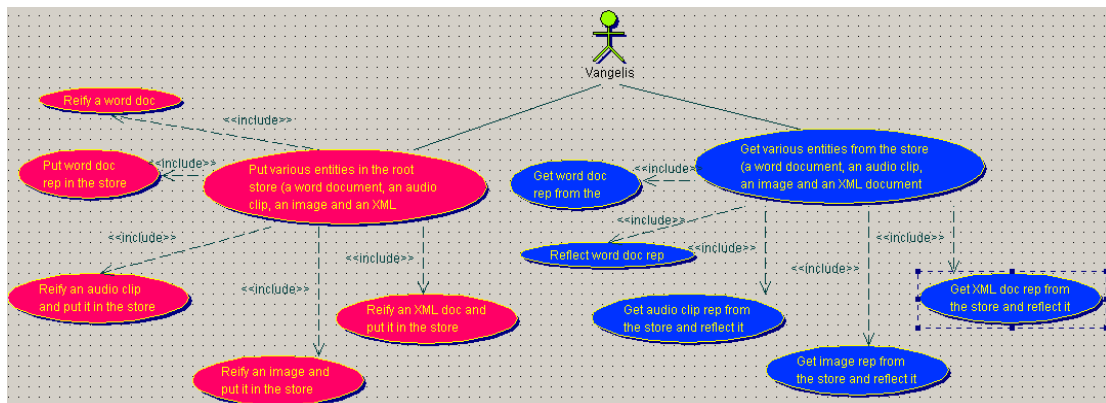 Vangelis
Reify a word doc
<<include>>
Put word doc
rep in the store
<<include>>
Put various entities in the root
store (a word document, an audio
clip, an image and an XML
<<include>>
Reify an audio clip
and put it in the store
<<include>>
Reify an image and
put it in the store
<<include>>
Reify an XML doc and
put it in the store
Get various entities from the store
(a word document, an audio clip,
an image and an XML document
<<include>>
Get word doc
rep from the
<<include>>
Reflect word doc rep
<<include>>
Get audio clip rep from
the store and reflect it
<<include>>
Get image rep from
the store and reflect it
<<include>>
Get XML doc rep from
the store and reflect it